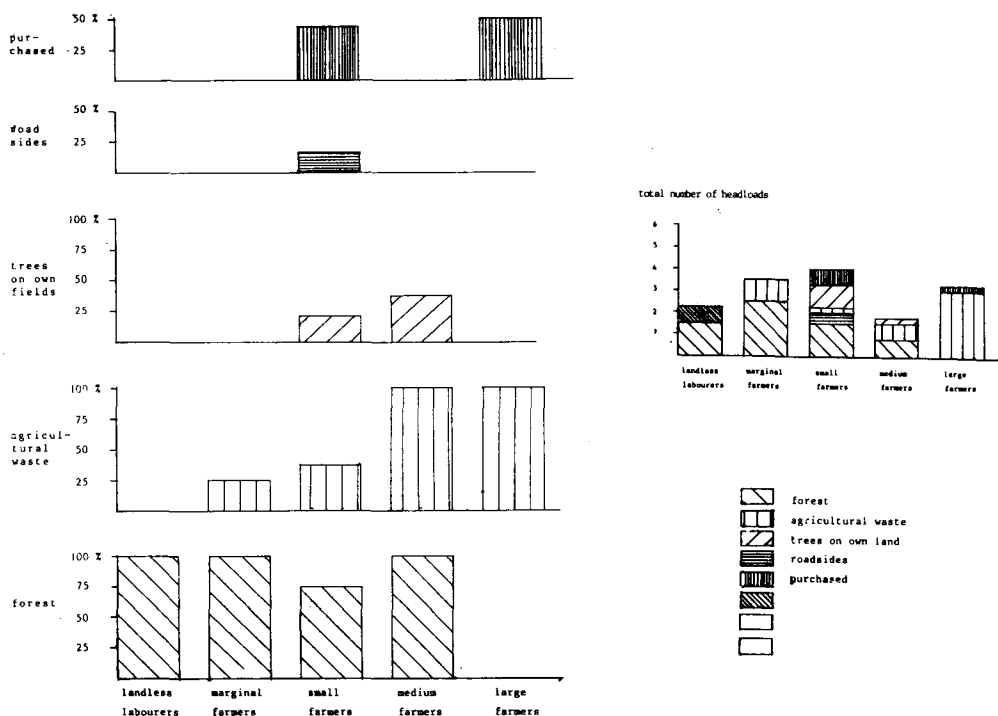 pur-
chased
50 %
25
Woad
sides
50 %
25
trees
on own
fields
100 %
75
50
25
agricul-
tural
waste
100 %
75
50
25
forest
100 %
75
50
25
landless
labourers
marginal
farmers
small
farmers
medium
farmers
large
farmers
total number of headloads
6
5
4
3
2
1
landless
labourers
marginal
farmers
small
farmers
medium
farmers
large
farmers
forest
agricultural waste
trees on own land
roadsides
purchased